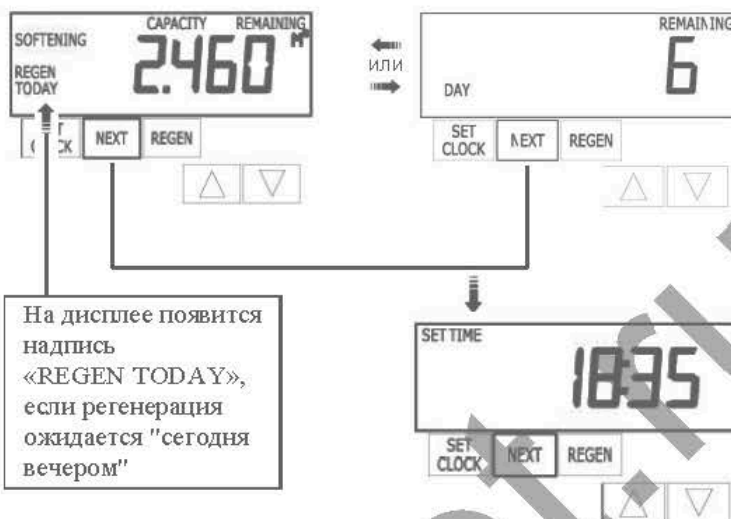 CAPACITY REMAINING
SOFTENING
2.460 М³
REGEN
TODAY
NEXT REGEN
или
REMAINING
6
DAY
SET
CLOCK
NEXT REGEN
На дисплее появится
надпись
«REGEN TODAY»,
если регенерация
ожидается "сегодня
вечером"
SET TIME
18:35
SET
CLOCK
NEXT REGEN